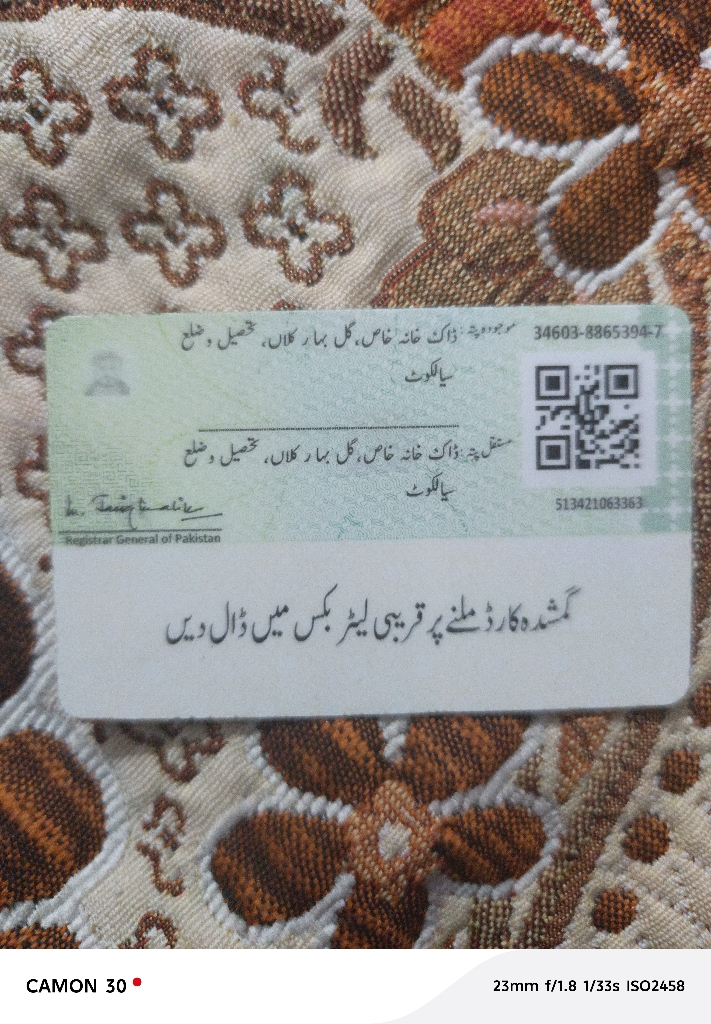 34603-8865394-7
موجودہ پتہ: ڈاک خانہ خاص، گل بہار کلاں، تحصیل و ضلع
سیالکوٹ
مستقل پتہ: ڈاک خانہ خاص، گل بہار کلاں، تحصیل و ضلع
سیالکوٹ
513421063363
Registrar General of Pakistan
گمشدہ کارڈ ملنے پر قریبی لیٹر بکس میں ڈال دیں
CAMON 30
23mm f/1.8 1/33s ISO2458